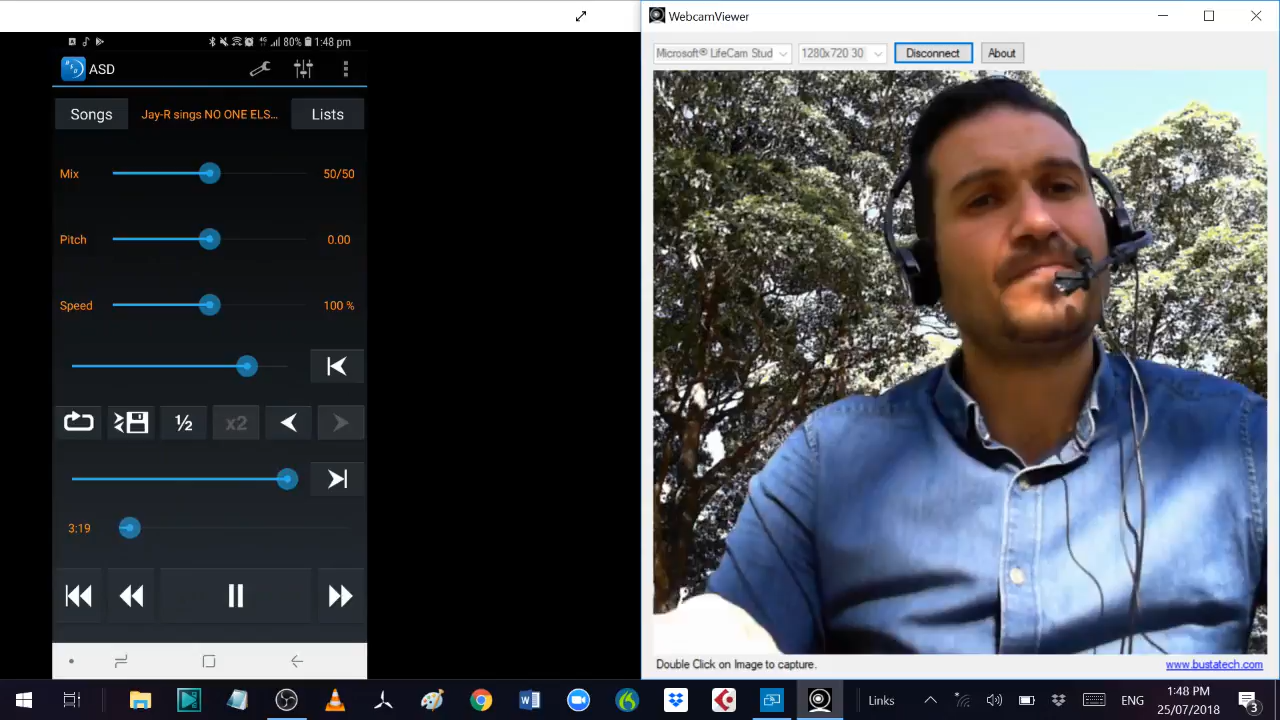 80% 1:48 pm
ASD
Songs
Jay-R sings NO ONE ELS...
Lists
Mix
50/50
Pitch
0.00
Speed
100 %
½
x2
3:19
WebcamViewer
Microsoft® LifeCam Stud
1280x720 30
Disconnect
About
Double Click on Image to capture.
www.bustatech.com
Links
ENG
1:48 PM
25/07/2018
3